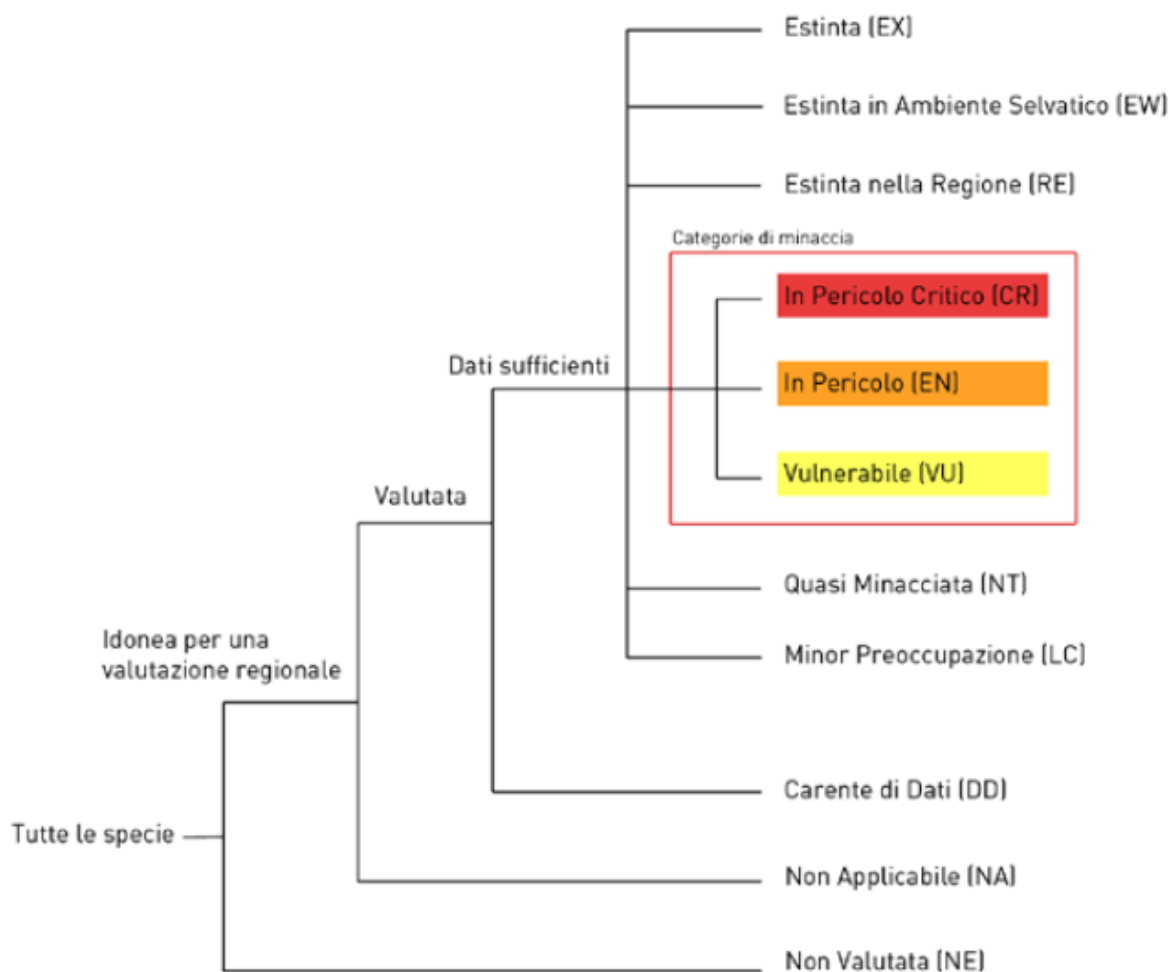 Estinta (EX)
Estinta in Ambiente Selvatico (EW)
Estinta nella Regione (RE)
Categorie di minaccia
In Pericolo Critico (CR)
Dati sufficienti
In Pericolo (EN)
Vulnerabile (VU)
Valutata
Quasi Minacciata (NT)
Idonea per una
valutazione regionale
Minor Preoccupazione (LC)
Carente di Dati (DD)
Tutte le specie
Non Applicabile (NA)
Non Valutata (NE)